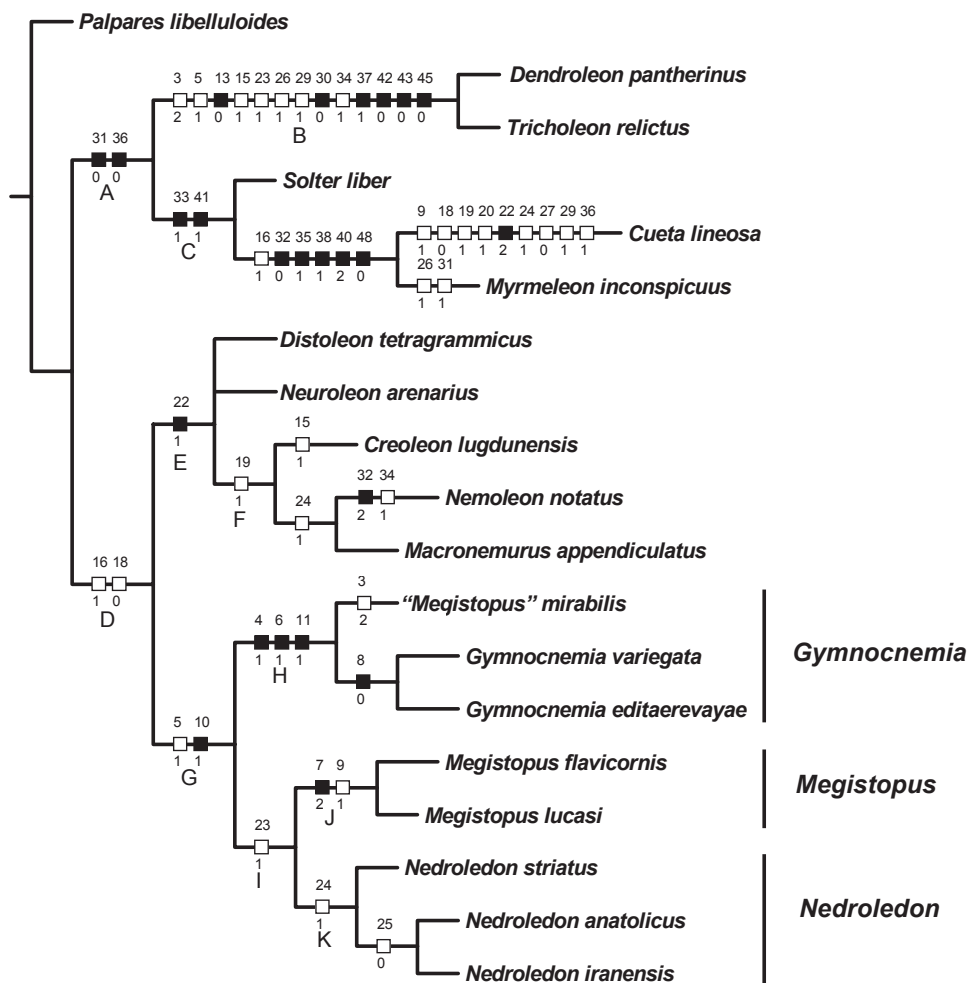 Palpares libelluloides
3 5 13 15 23 26 29 30 34 37 42 43 45
Dendroleon pantherinus
2 1 0 1 1 1 1 0 1 1 0 0 0
B
Tricholeon relictus
31 36
0 0
A
Solter liber
33 41
1 1
C
9 18 19 20 22 24 27 29 36
Cueta lineosa
1 0 1 1 2 1 0 1 1
16 32 35 38 40 48
1 0 1 1 2 0
26 31
Myrmeleon inconspicuus
1 1
Distoleon tetragrammicus
22
Neuroleon arenarius
1
E
15
Creoleon lugdunensis
1
19
1
F
32 34
Nemoleon notatus
2 1
24
1
Macronemurus appendiculatus
16 18
1 0
D
3
“Meqistopus” mirabilis
2
4 6 11
1 1 1
H
Gymnocnemia variegata
8
0
Gymnocnemia editaerevayae
Gymnocnemia
5 10
1 1
G
Megistopus flavicornis
7 9
2 1
J
Megistopus lucasi
Megistopus
23
1
I
Nedroledon striatus
24
1
K
Nedroledon anatolicus
25
0
Nedroledon iranensis
Nedroledon